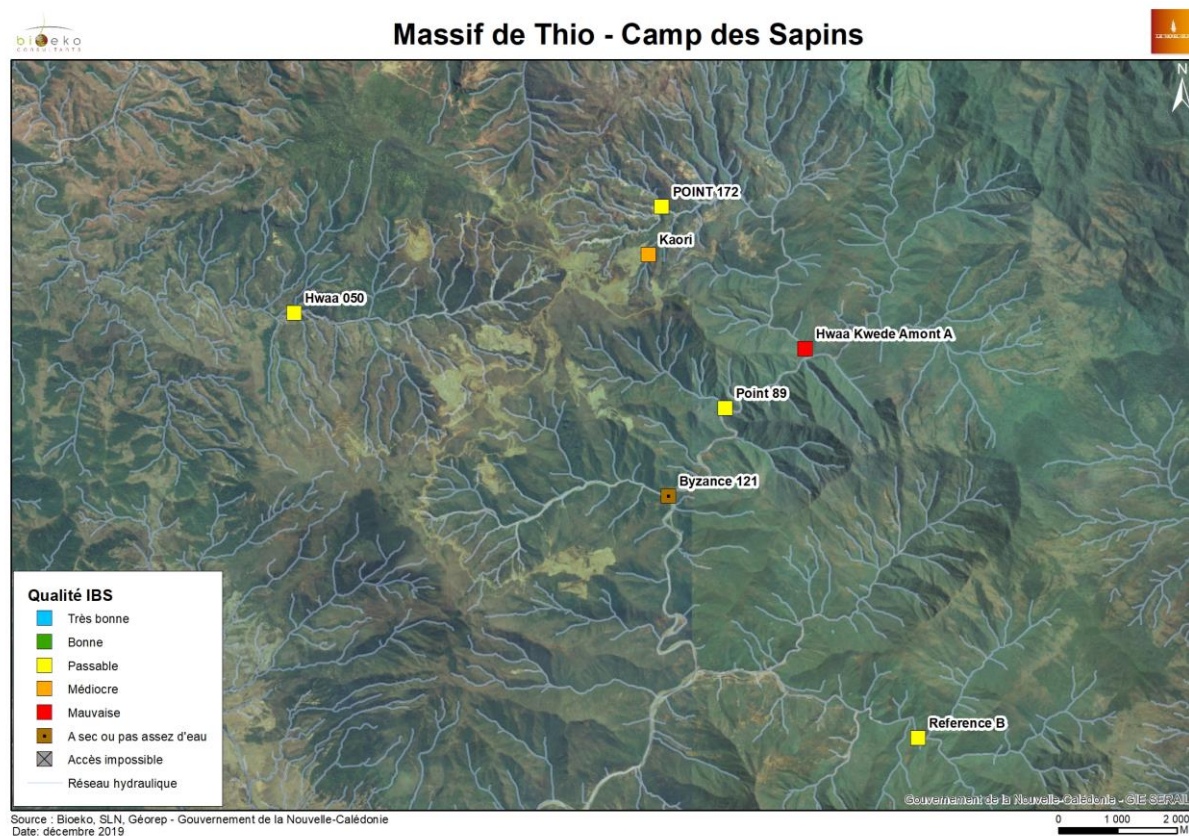 bioeko
CONSULTANTS
Massif de Thio - Camp des Sapins
N
POINT 172
Kaori
Hwaa 050
Hwaa Kwede Amont A
Point 89
Byzance 121
Reference B
Qualité IBS
Très bonne
Bonne
Passable
Médiocre
Mauvaise
A sec ou pas assez d'eau
Accès impossible
Réseau hydraulique
Gouvernement de la Nouvelle-Calédonie - GIE SERAIL
Source : Bioeko, SLN, Géorep - Gouvernement de la Nouvelle-Calédonie
Date: décembre 2019
0 1 000 2 000
M